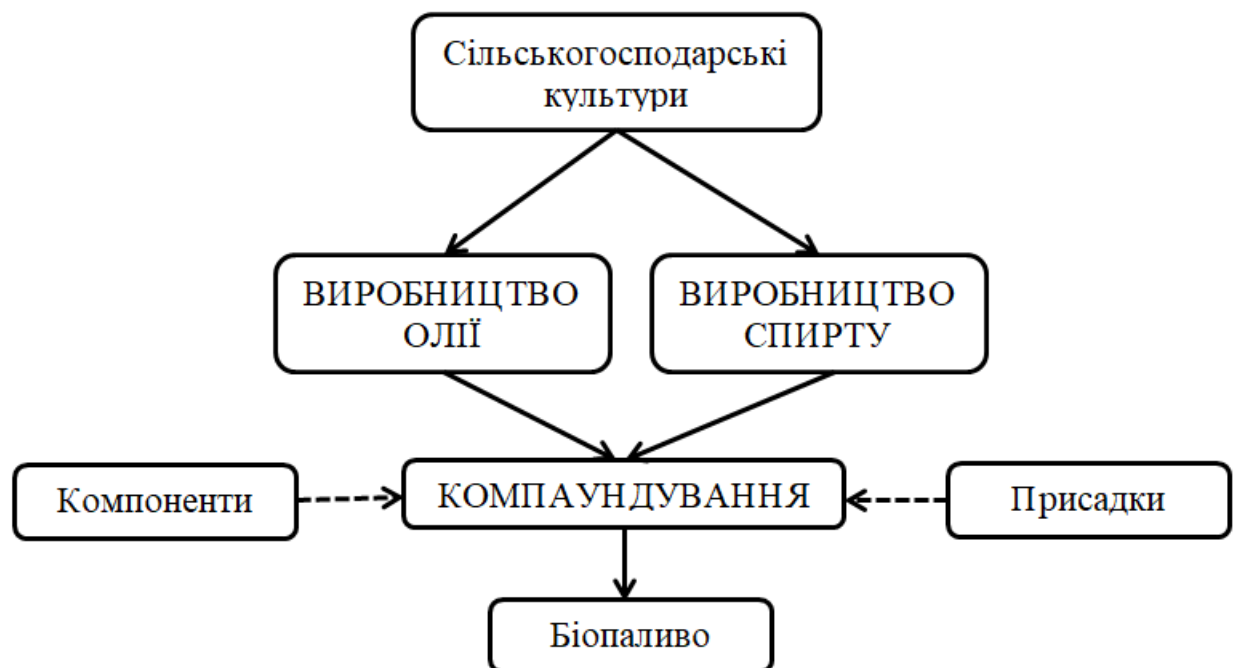 Сільськогосподарські
культури
ВИРОБНИЦТВО
ОЛІЇ
ВИРОБНИЦТВО
СПИРТУ
Компоненти
КОМПАУНДУВАННЯ
Присадки
Біопаливо